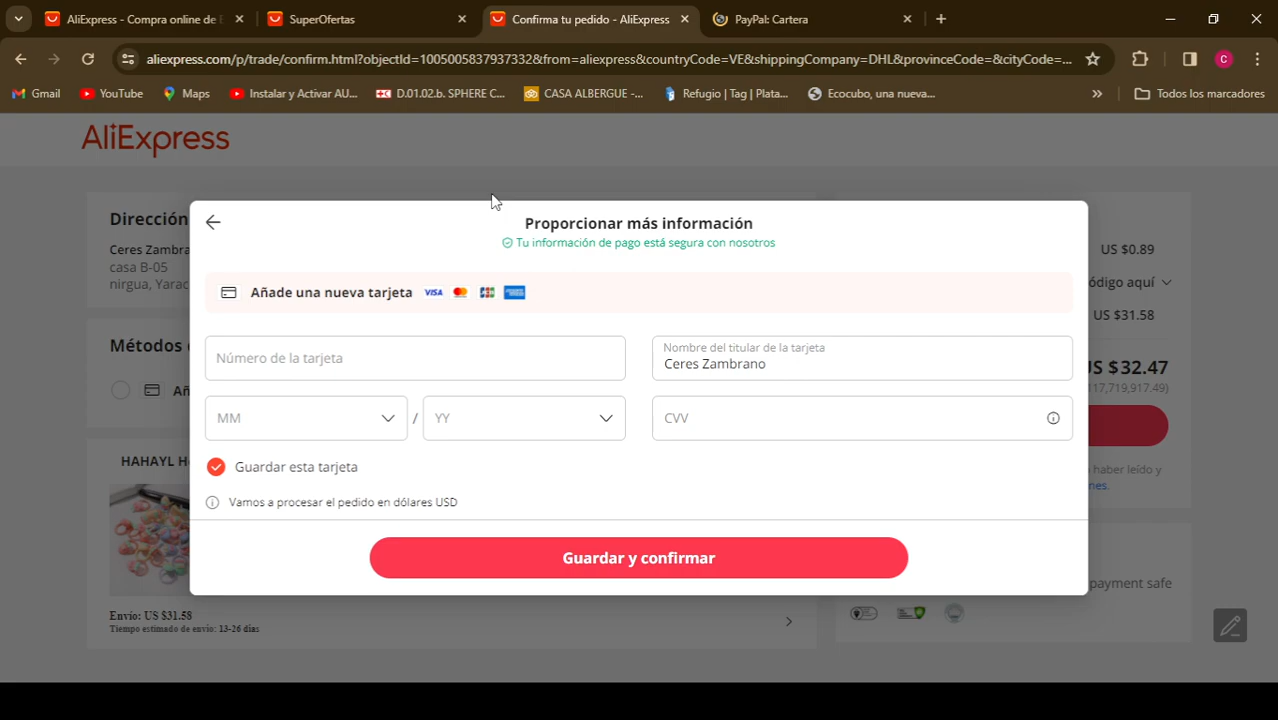 AliExpress - Compra online de E
SuperOfertas
Confirma tu pedido - AliExpress
PayPal: Cartera
aliexpress.com/p/trade/confirm.html?objectId=1005005837937332&from=aliexpress&countryCode=VE&shippingCompany=DHL&provinceCode=&cityCode=...
C
Gmail
YouTube
Maps
Instalar y Activar AU...
D.01.02.b. SPHERE C...
CASA ALBERGUE -...
Refugio | Tag | Plata...
Ecocubo, una nueva...
Todos los marcadores
AliExpress
Dirección
Ceres Zambra
casa B-05
nirgua, Yarac
Métodos
Añ
HAHAYL H
Envío: US $31.58
Tiempo estimado de envío: 13-26 días
Proporcionar más información
Tu información de pago está segura con nosotros
Añade una nueva tarjeta
VISA
Número de la tarjeta
Nombre del titular de la tarjeta
Ceres Zambrano
MM
/
YY
CVV
Guardar esta tarjeta
Vamos a procesar el pedido en dólares USD
Guardar y confirmar
US $0.89
ódigo aquí
US $31.58
US $32.47
117,719,917.49)
haber leído y
nes.
payment safe